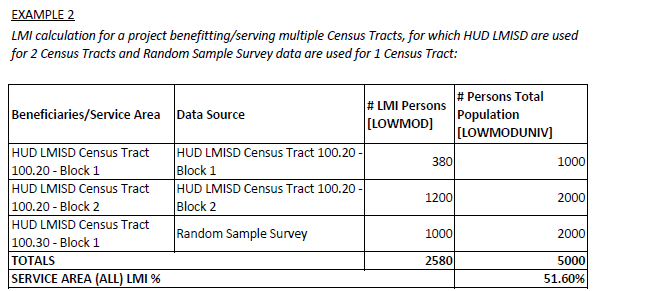 EXAMPLE 2
LMI calculation for a project benefitting/serving multiple Census Tracts, for which HUD LMISD are used
for 2 Census Tracts and Random Sample Survey data are used for 1 Census Tract:
Beneficiaries/Service Area Data Source # LMI Persons [LOWMOD] # Persons Total Population [LOWMODUNIV]
HUD LMISD Census Tract 100.20 - Block 1 HUD LMISD Census Tract 100.20 - Block 1 380 1000
HUD LMISD Census Tract 100.20 - Block 2 HUD LMISD Census Tract 100.20 - Block 2 1200 2000
HUD LMISD Census Tract 100.30 - Block 1 Random Sample Survey 1000 2000
TOTALS 2580 5000
SERVICE AREA (ALL) LMI % 51.60%